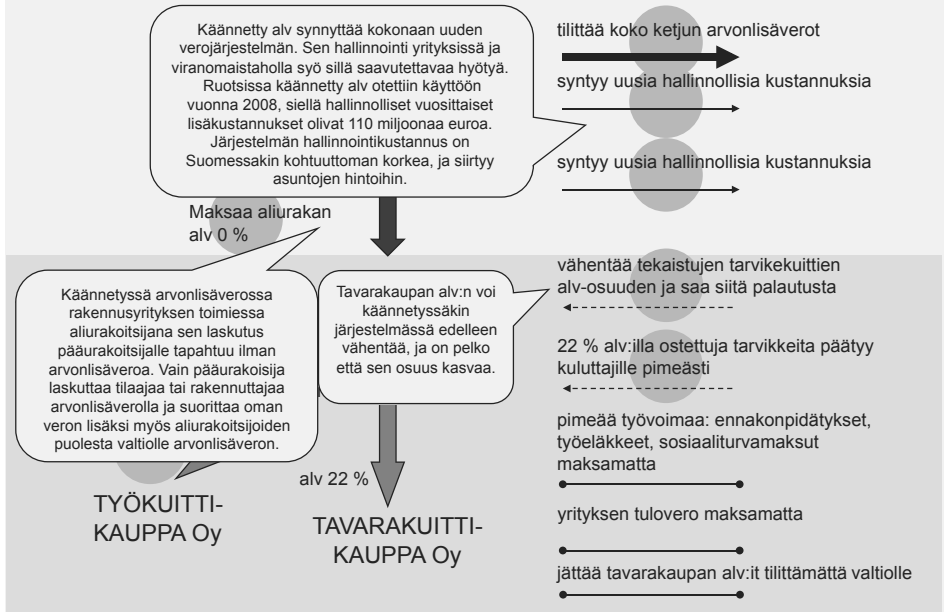 Käännetty alv synnyttää kokonaan uuden
verojärjestelmän. Sen hallinnointi yrityksissä ja
viranomaistaholla syö sillä saavutettavaa hyötyä.
Ruotsissa käännetty alv otettiin käyttöön
vuonna 2008, siellä hallinnolliset vuosittaiset
lisäkustannukset olivat 110 miljoonaa euroa.
Järjestelmän hallinnointikustannus on
Suomessakin kohtuuttoman korkea, ja siirtyy
asuntojen hintoihin.
tilittää koko ketjun arvonlisäverot
syntyy uusia hallinnollisia kustannuksia
syntyy uusia hallinnollisia kustannuksia
Maksaa aliurakan
alv 0 %
Käännetyssä arvonlisäverossa
rakennusyrityksen toimiessa
aliurakoitsijana sen laskutus
pääurakoitsijalle tapahtuu ilman
arvonlisäveroa. Vain pääurakoisija
laskuttaa tilaajaa tai rakennuttajaa
arvonlisäverolla ja suorittaa oman
veron lisäksi myös aliurakoitsijoiden
puolesta valtiolle arvonlisäveron.
Tavarakaupan alv:n voi
käännetyssäkin
järjestelmässä edelleen
vähentää, ja on pelko
että sen osuus kasvaa.
vähentää tekaistujen tarvikekuittien
alv-osuuden ja saa siitä palautusta
22 % alv:illa ostettuja tarvikkeita päätyy
kuluttajille pimeästi
pimeää työvoimaa: ennakonpidätykset,
työeläkkeet, sosiaaliturvamaksut
maksamatta
yrityksen tulovero maksamatta
jättää tavarakaupan alv:it tilittämättä valtiolle
alv 22 %
TYÖKUITTI-
KAUPPA Oy
TAVARAKUITTI-
KAUPPA Oy